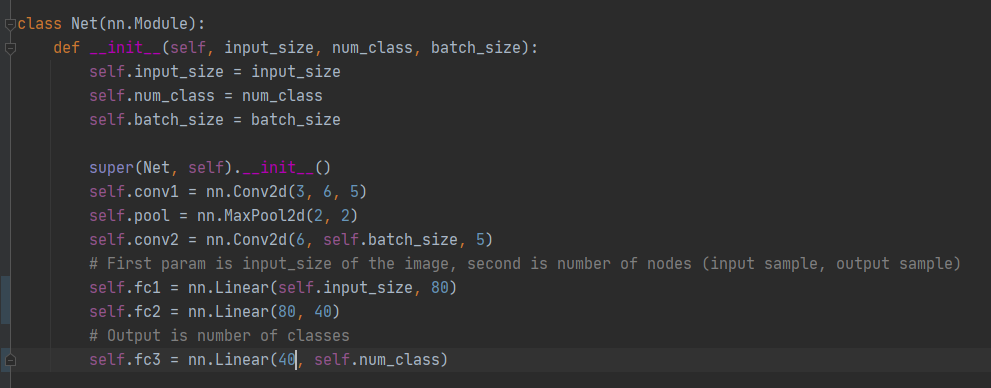 class Net(nn.Module):
    def __init__(self, input_size, num_class, batch_size):
        self.input_size = input_size
        self.num_class = num_class
        self.batch_size = batch_size

        super(Net, self).__init__()
        self.conv1 = nn.Conv2d(3, 6, 5)
        self.pool = nn.MaxPool2d(2, 2)
        self.conv2 = nn.Conv2d(6, self.batch_size, 5)
        # First param is input_size of the image, second is number of nodes (input sample, output sample)
        self.fc1 = nn.Linear(self.input_size, 80)
        self.fc2 = nn.Linear(80, 40)
        # Output is number of classes
        self.fc3 = nn.Linear(40, self.num_class)